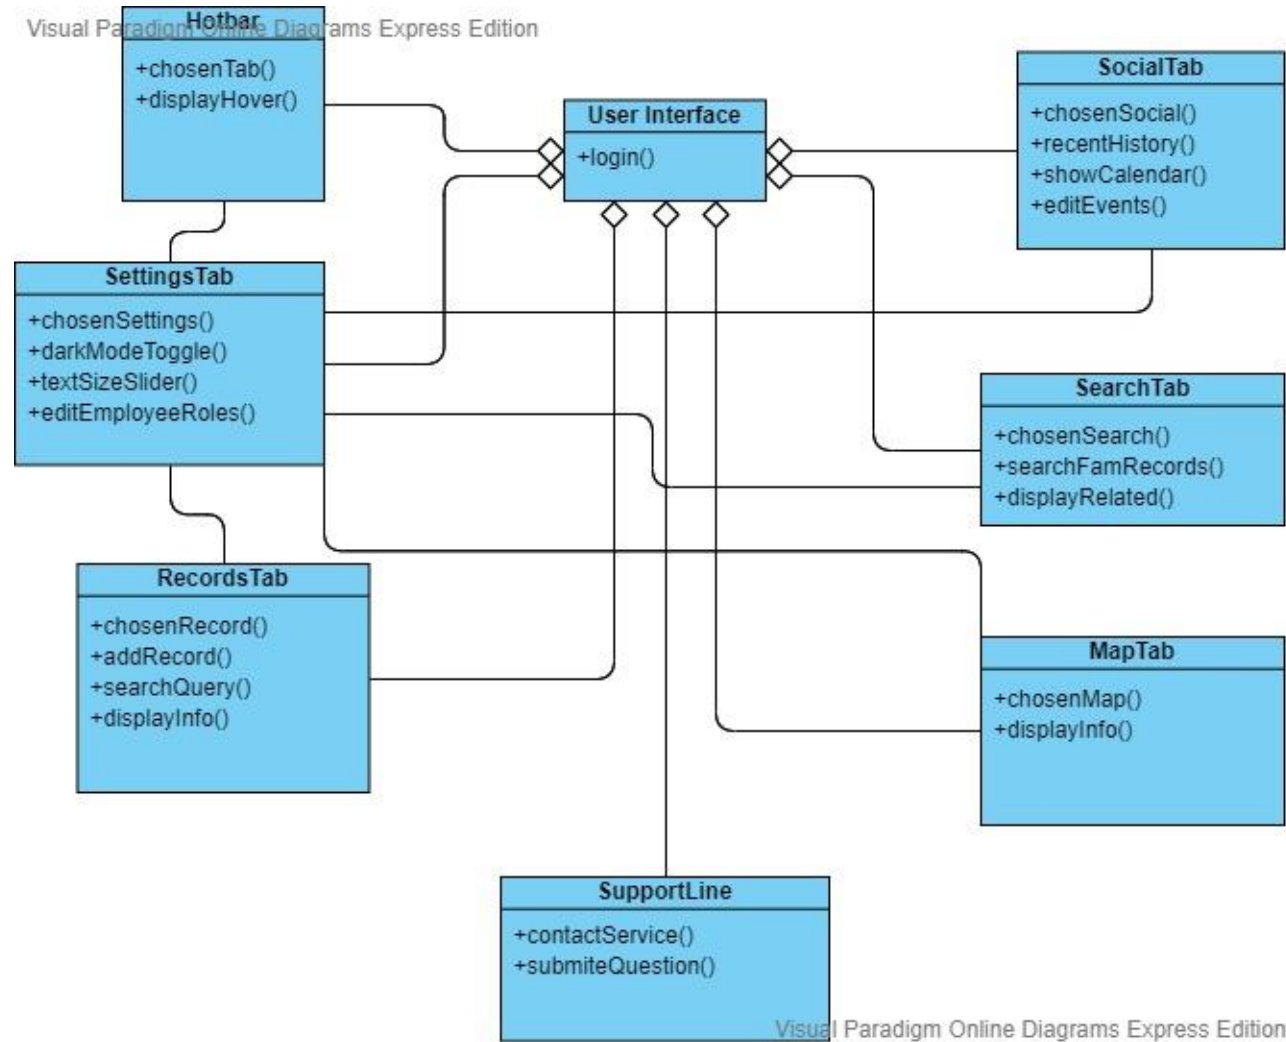 Visual Paradigm Online Diagrams Express Edition
Hotbar
+chosenTab()
+displayHover()
User Interface
+login()
SocialTab
+chosenSocial()
+recentHistory()
+showCalendar()
+editEvents()
SettingsTab
+chosenSettings()
+darkModeToggle()
+textSizeSlider()
+editEmployeeRoles()
SearchTab
+chosenSearch()
+searchFamRecords()
+displayRelated()
RecordsTab
+chosenRecord()
+addRecord()
+searchQuery()
+displayInfo()
MapTab
+chosenMap()
+displayInfo()
SupportLine
+contactService()
+submiteQuestion()
Visual Paradigm Online Diagrams Express Edition